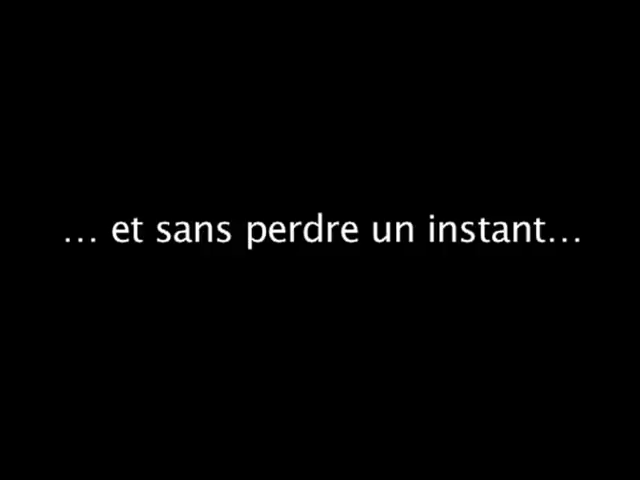 … et sans perdre un instant…